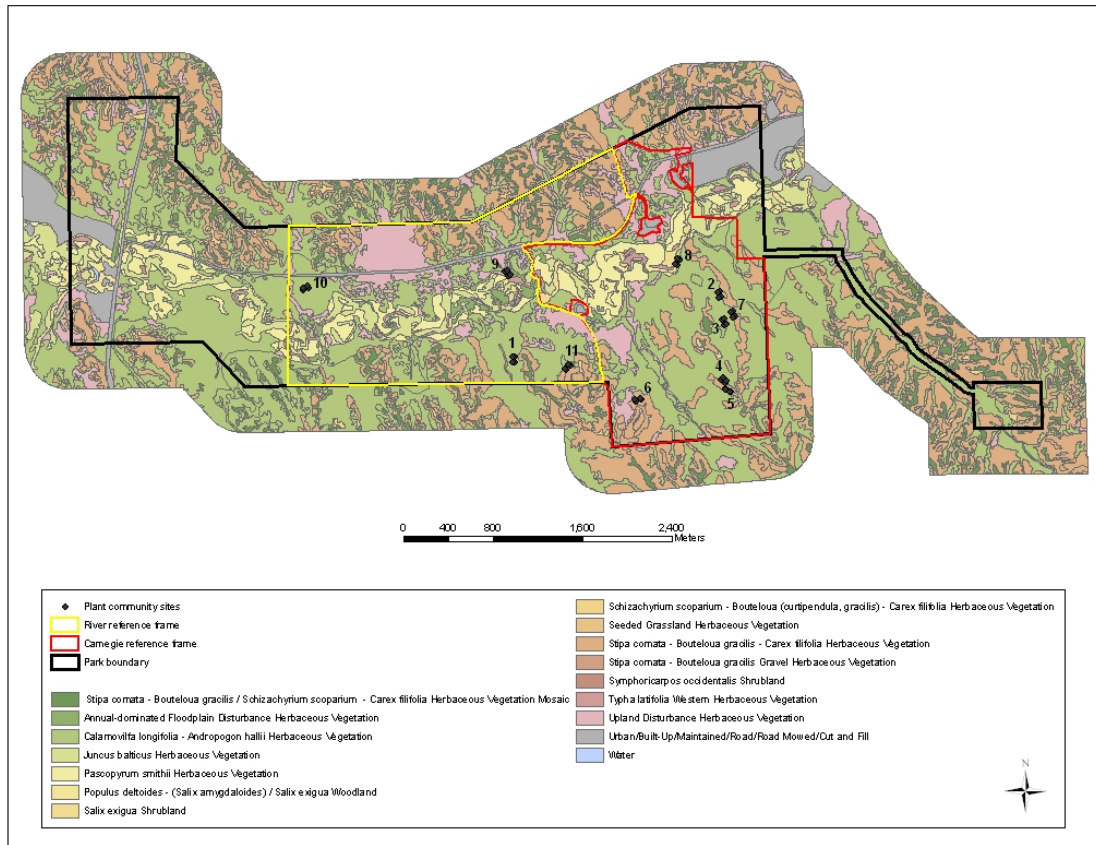 9
10
8
2
7
3
1
11
4
5
6
0 400 800 1,600 2,400
Meters
Plant community sites
River reference frame
Carnegie reference frame
Park boundary
Stipa comata - Bouteloua gracilis / Schizachyrium scoparium - Carex filifolia Herbaceous Vegetation Mosaic
Annual-dominated Floodplain Disturbance Herbaceous Vegetation
Calamovilfa longifolia - Andropogon hallii Herbaceous Vegetation
Juncus balticus Herbaceous Vegetation
Pascopyrum smithii Herbaceous Vegetation
Populus deltoides - (Salix amygdaloides) / Salix exigua Woodland
Salix exigua Shrubland
Schizachyrium scoparium - Bouteloua (curtipendula, gracilis) - Carex filifolia Herbaceous Vegetation
Seeded Grassland Herbaceous Vegetation
Stipa comata - Bouteloua gracilis - Carex filifolia Herbaceous Vegetation
Stipa comata - Bouteloua gracilis Gravel Herbaceous Vegetation
Symphoricarpos occidentalis Shrubland
Typha latifolia Western Herbaceous Vegetation
Upland Disturbance Herbaceous Vegetation
Urban/Built-Up/Maintained/Road/Road Mowed/Cut and Fill
Water
N